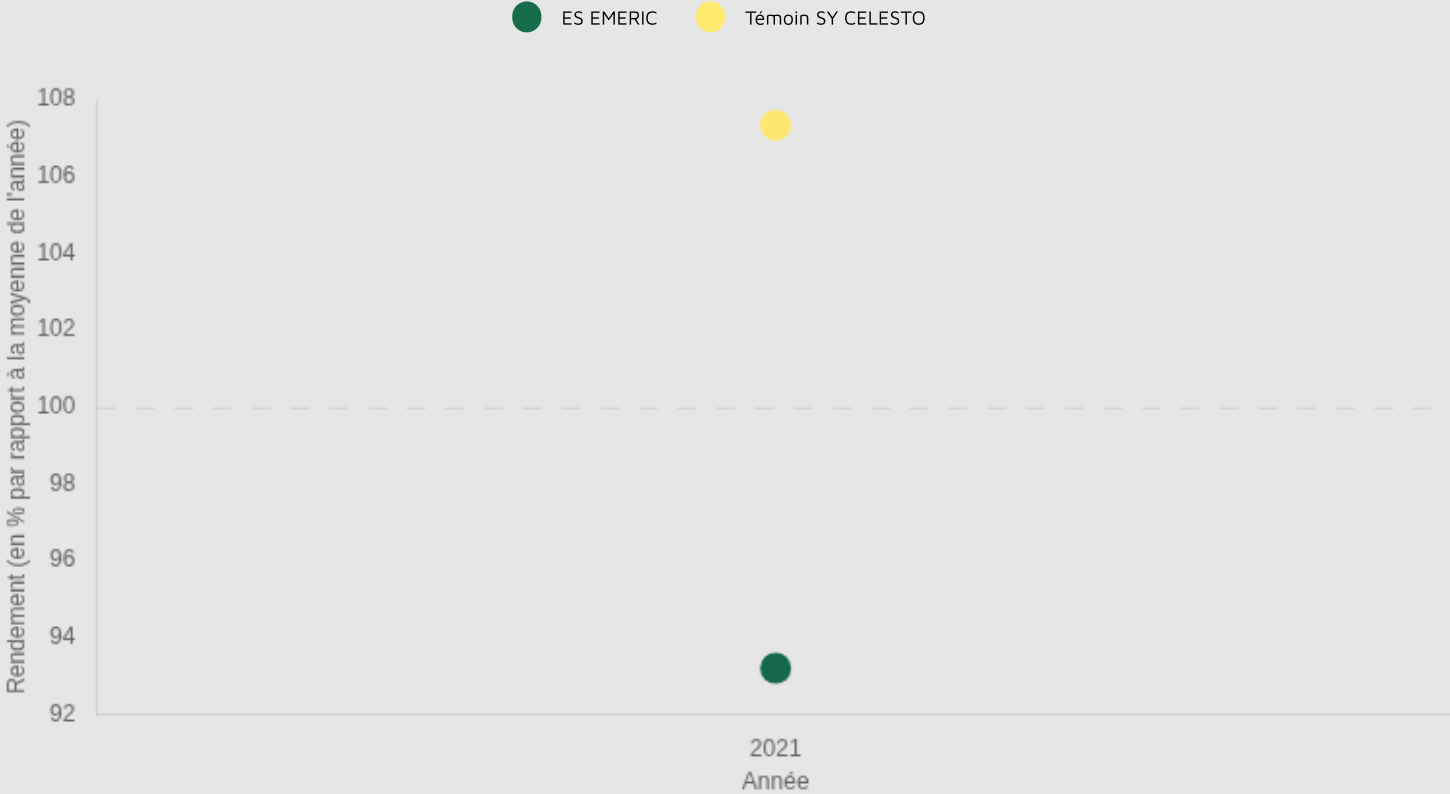 ES EMERIC
Témoin SY CELESTO
Rendement (en % par rapport à la moyenne de l'année)
108
106
104
102
100
98
96
94
92
2021
Année